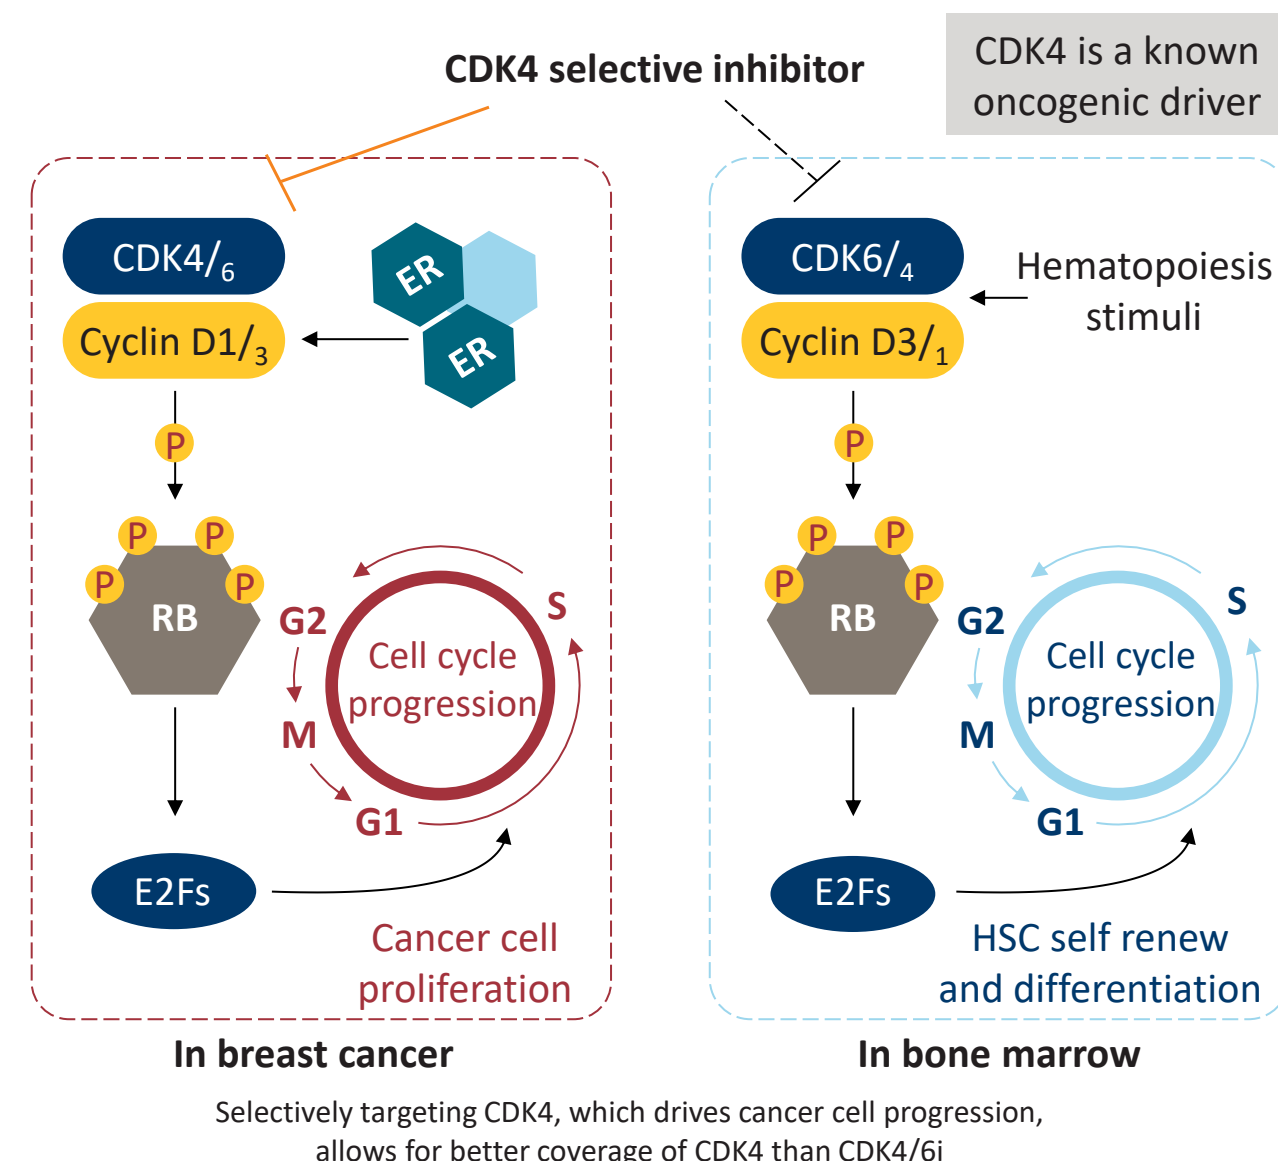 CDK4 selective inhibitor
CDK4 is a known
oncogenic driver
CDK4/6
Cyclin D1/3
ER
ER
P
P
P
P
P
RB
G2
S
M
G1
Cell cycle
progression
E2Fs
Cancer cell
proliferation
In breast cancer
CDK6/4
Cyclin D3/1
Hematopoiesis
stimuli
P
P
P
P
P
RB
G2
S
M
G1
Cell cycle
progression
E2Fs
HSC self renew
and differentiation
In bone marrow
Selectively targeting CDK4, which drives cancer cell progression,
allows for better coverage of CDK4 than CDK4/6i